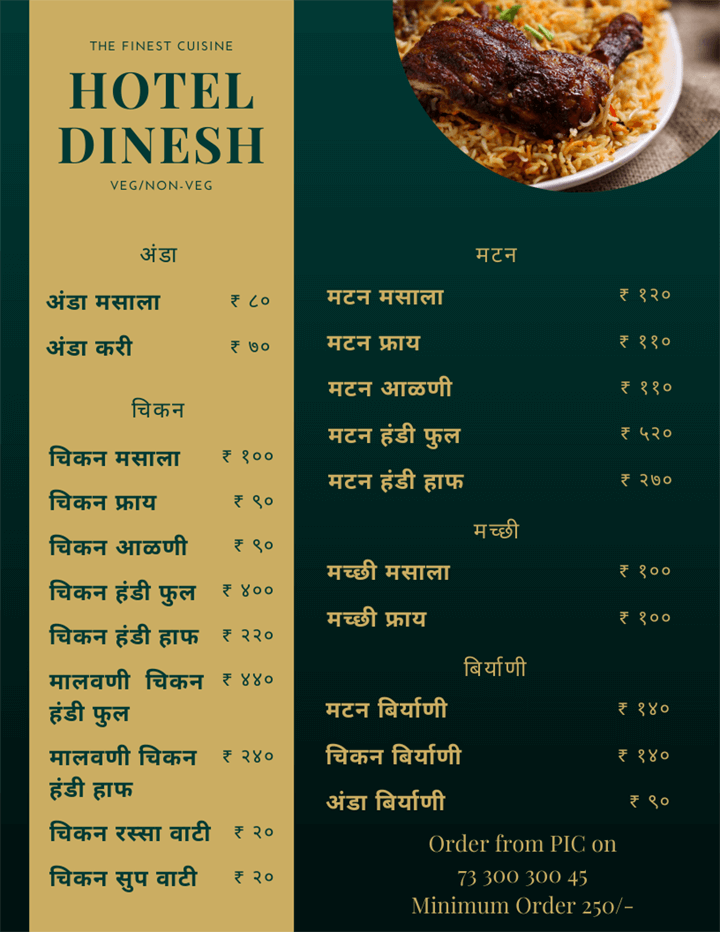 THE FINEST CUISINE
HOTEL
DINESH
VEG/NON-VEG
अंडा
अंडा मसाला ₹ ८०
अंडा करी ₹ ७०
चिकन
चिकन मसाला ₹ १००
चिकन फ्राय ₹ ९०
चिकन आळणी ₹ ९०
चिकन हंडी फुल ₹ ४००
चिकन हंडी हाफ ₹ २२०
मालवणी चिकन ₹ ४४०
हंडी फुल
मालवणी चिकन ₹ २४०
हंडी हाफ
चिकन रस्सा वाटी ₹ २०
चिकन सुप वाटी ₹ २०
मटन
मटन मसाला ₹ १२०
मटन फ्राय ₹ ११०
मटन आळणी ₹ ११०
मटन हंडी फुल ₹ ५२०
मटन हंडी हाफ ₹ २७०
मच्छी
मच्छी मसाला ₹ १००
मच्छी फ्राय ₹ १००
बिर्याणी
मटन बिर्याणी ₹ १४०
चिकन बिर्याणी ₹ १४०
अंडा बिर्याणी ₹ ९०
Order from PIC on
73 300 300 45
Minimum Order 250/-